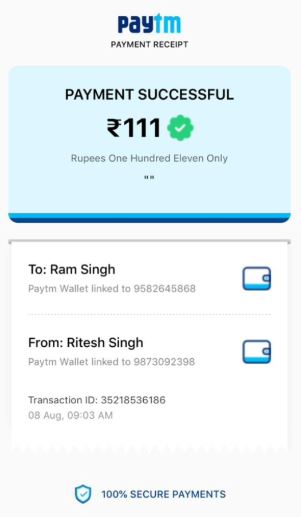 paytm
PAYMENT RECEIPT
PAYMENT SUCCESSFUL
₹111
Rupees One Hundred Eleven Only
""
To: Ram Singh
Paytm Wallet linked to 9582645868
From: Ritesh Singh
Paytm Wallet linked to 9873092398
Transaction ID: 35218536186
08 Aug, 09:03 AM
100% SECURE PAYMENTS